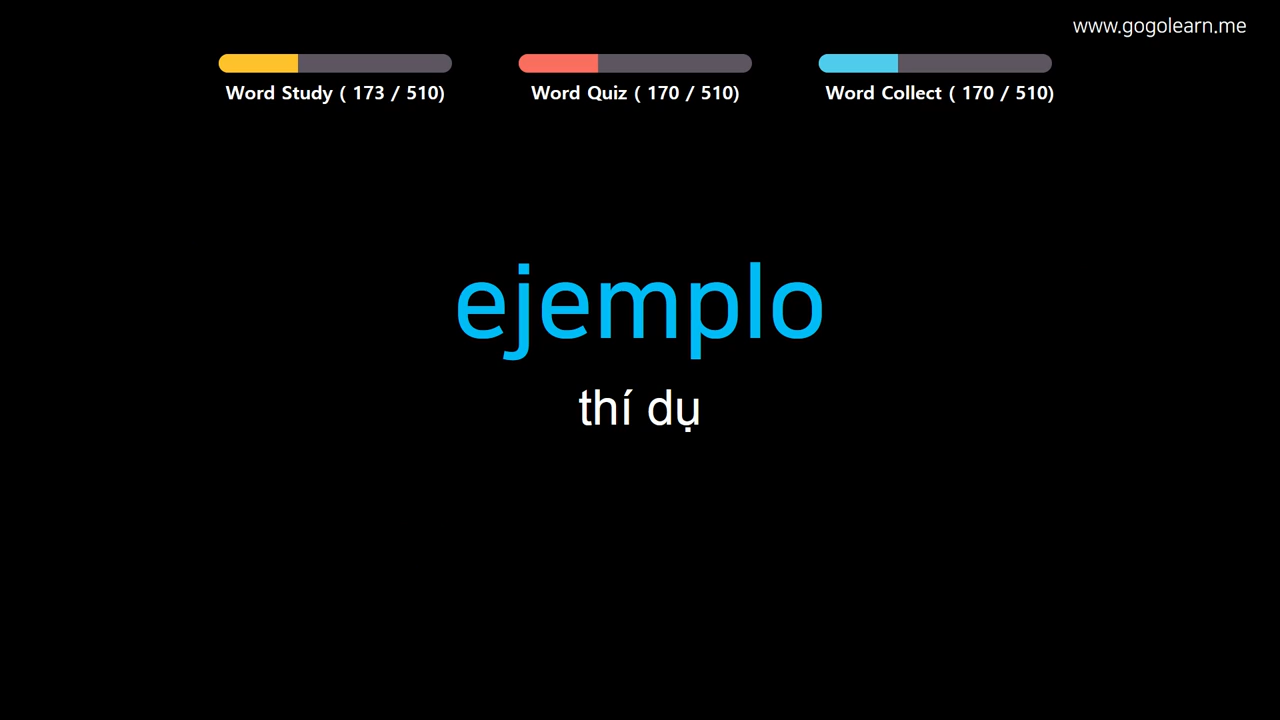 www.gogolearn.me
Word Study ( 173 / 510)
Word Quiz ( 170 / 510)
Word Collect ( 170 / 510)
ejemplo
thí dụ